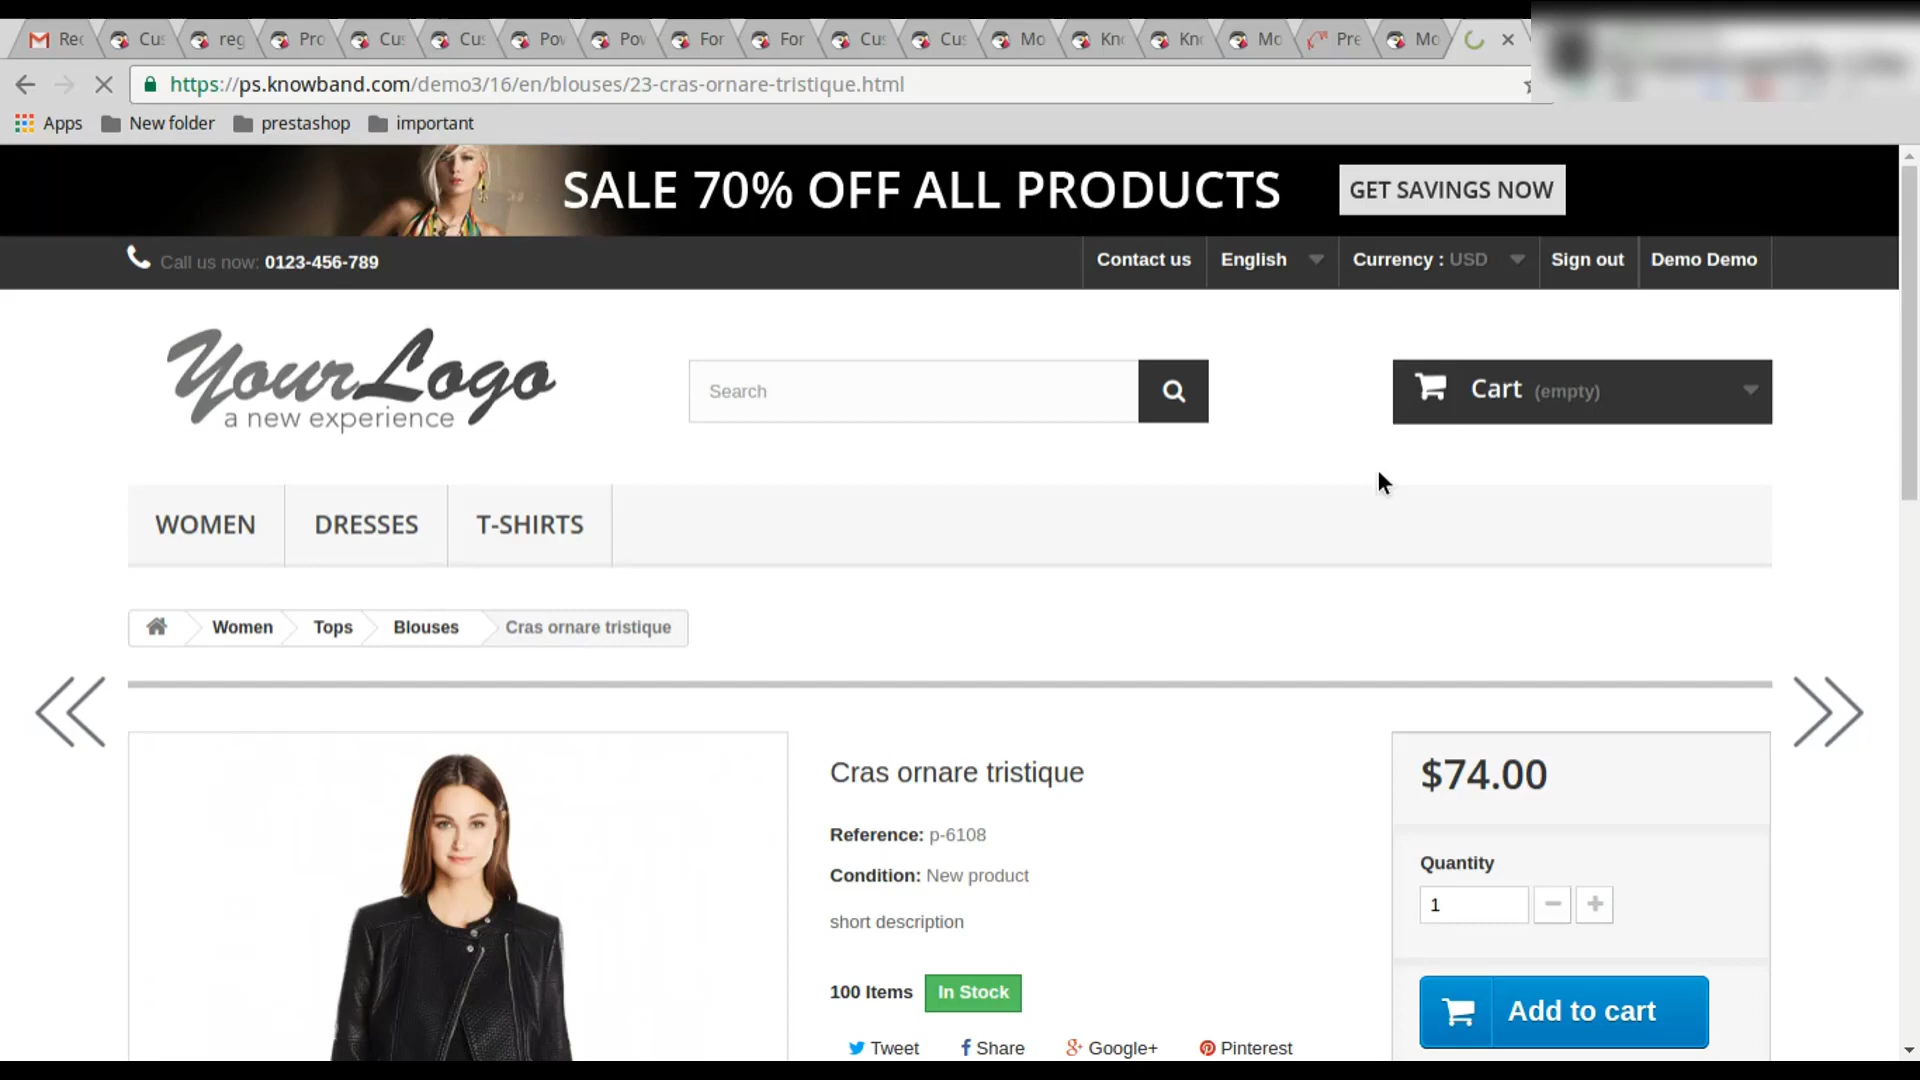 Rec Cus reg Pro Cus Cus Pow Pow For For Cus Cus Mo Kn Kn Mo Pre Mo
https://ps.knowband.com/demo3/16/en/blouses/23-cras-ornare-tristique.html
Apps New folder prestashop important
SALE 70% OFF ALL PRODUCTS GET SAVINGS NOW
Call us now: 0123-456-789 Contact us English Currency : USD Sign out Demo Demo
YourLogo
a new experience
Search
Cart (empty)
WOMEN DRESSES T-SHIRTS
Women Tops Blouses Cras ornare tristique
Cras ornare tristique
$74.00
Reference: p-6108
Condition: New product
Quantity
1
short description
100 Items In Stock
Add to cart
Tweet Share Google+ Pinterest